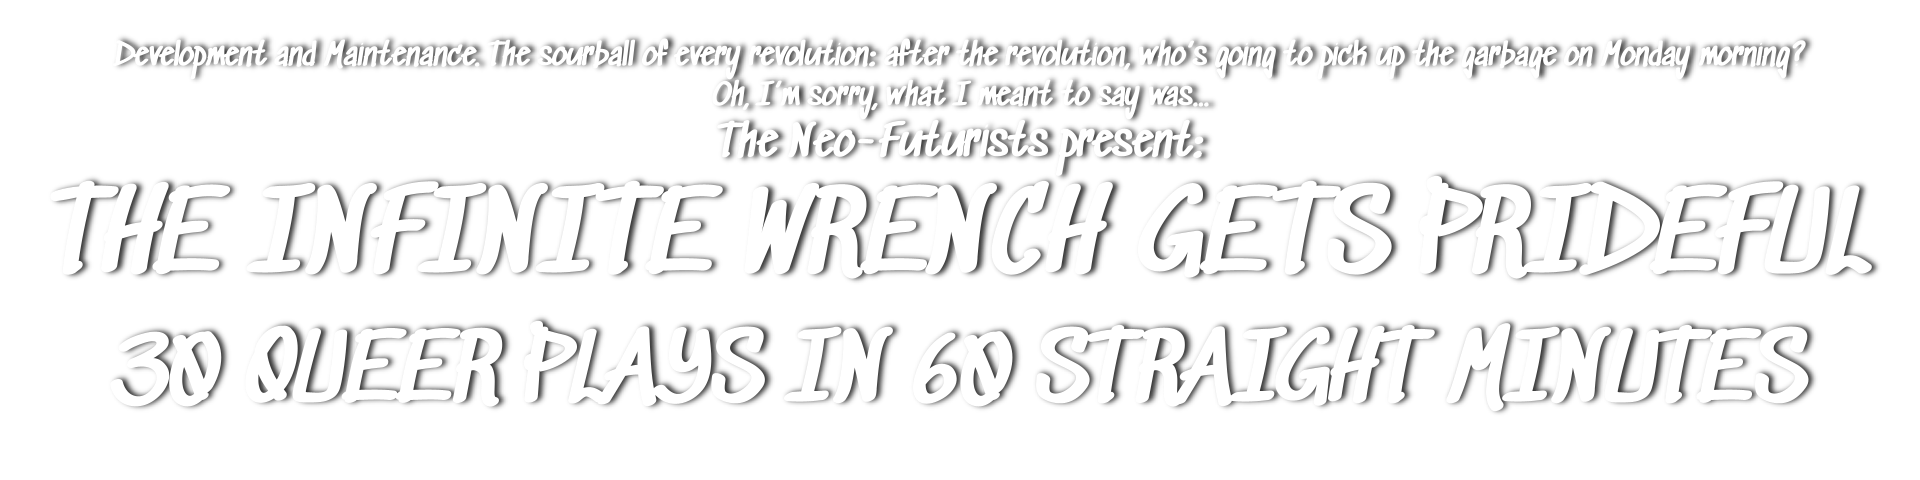 Development and Maintenance. The sourball of every revolution: after the revolution, who's going to pick up the garbage on Monday morning?
Oh, I'm sorry, what I meant to say was...
The Neo-Futurists present:
THE INFINITE WRENCH GETS PRIDEFUL
30 QUEER PLAYS IN 60 STRAIGHT MINUTES